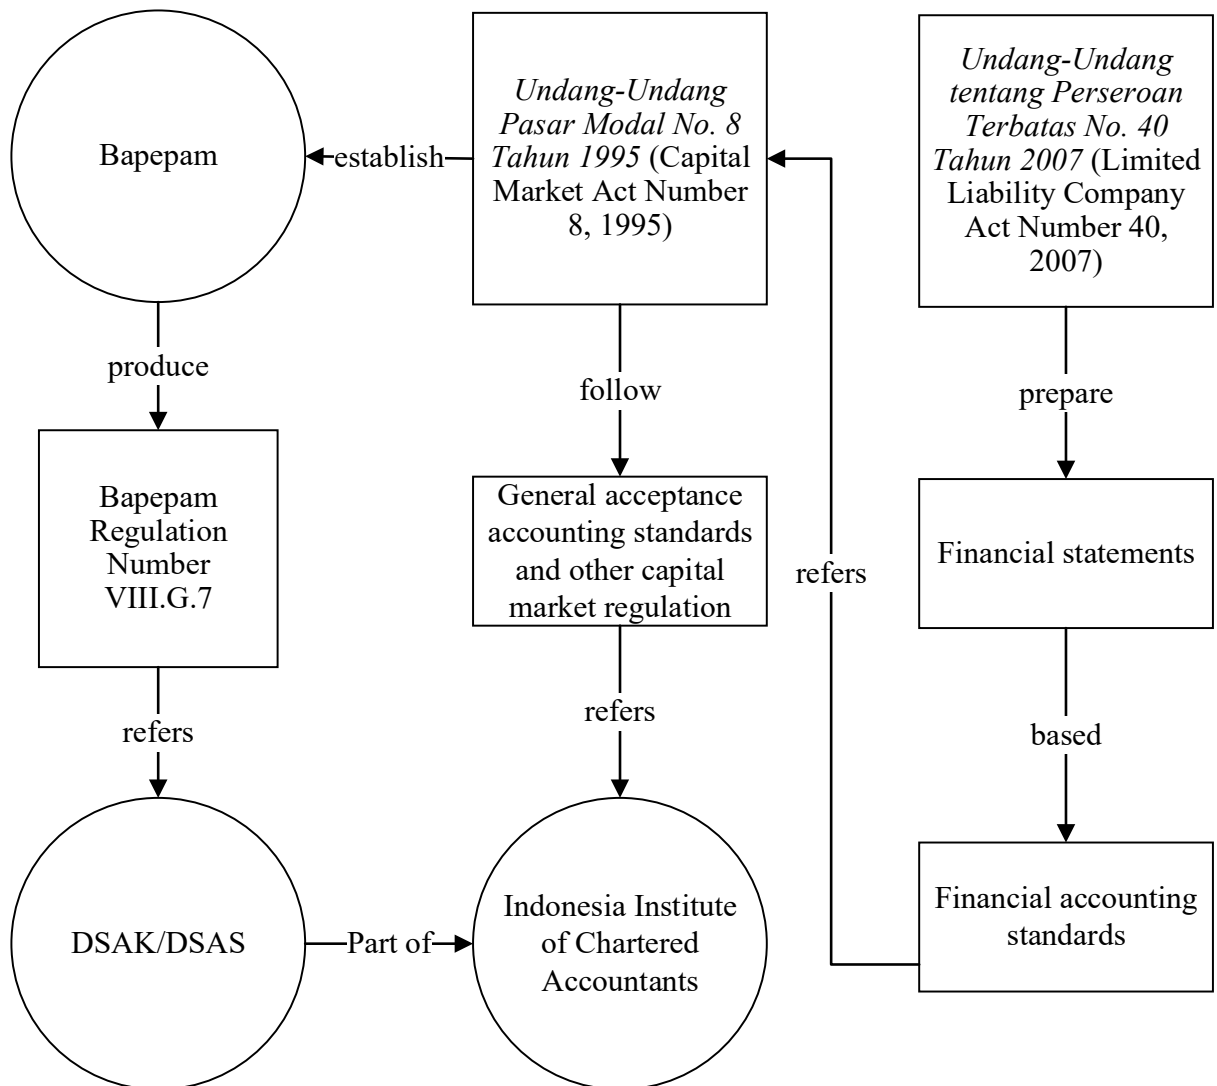 Bapepam
establish
Undang-Undang
Pasar Modal No. 8
Tahun 1995 (Capital
Market Act Number
8, 1995)
Undang-Undang
tentang Perseroan
Terbatas No. 40
Tahun 2007 (Limited
Liability Company
Act Number 40,
2007)
produce
follow
prepare
Bapepam
Regulation
Number
VIII.G.7
General acceptance
accounting standards
and other capital
market regulation
refers
Financial statements
refers
refers
based
DSAK/DSAS
Part of
Indonesia Institute
of Chartered
Accountants
Financial accounting
standards